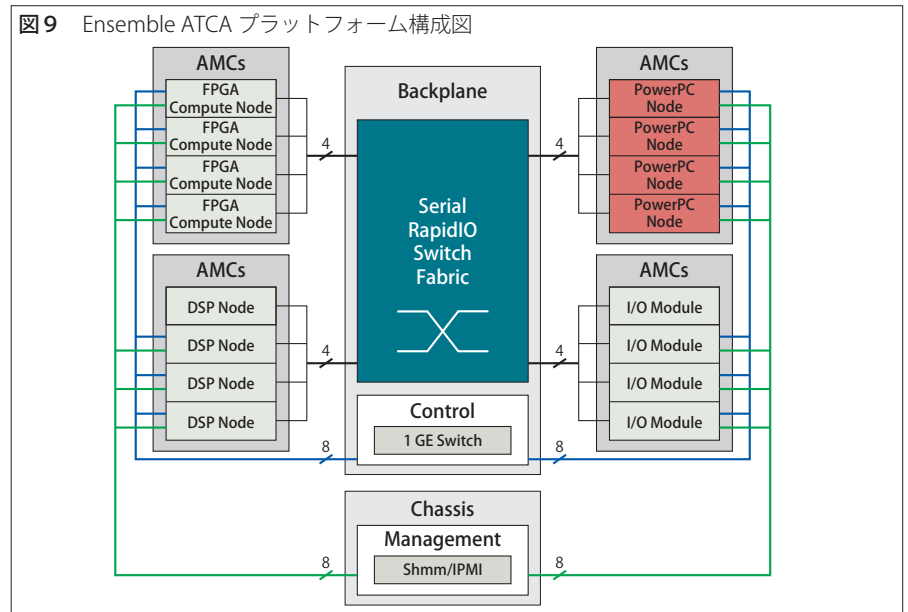 図9 Ensemble ATCA プラットフォーム構成図
AMCs
FPGA
Compute Node
FPGA
Compute Node
FPGA
Compute Node
FPGA
Compute Node
4
AMCs
DSP Node
DSP Node
DSP Node
DSP Node
4
8
8
Backplane
Serial
RapidIO
Switch
Fabric
Control
1 GE Switch
Chassis
Management
Shmm/IPMI
AMCs
PowerPC
Node
PowerPC
Node
PowerPC
Node
PowerPC
Node
4
AMCs
I/O Module
I/O Module
I/O Module
I/O Module
4
8
8